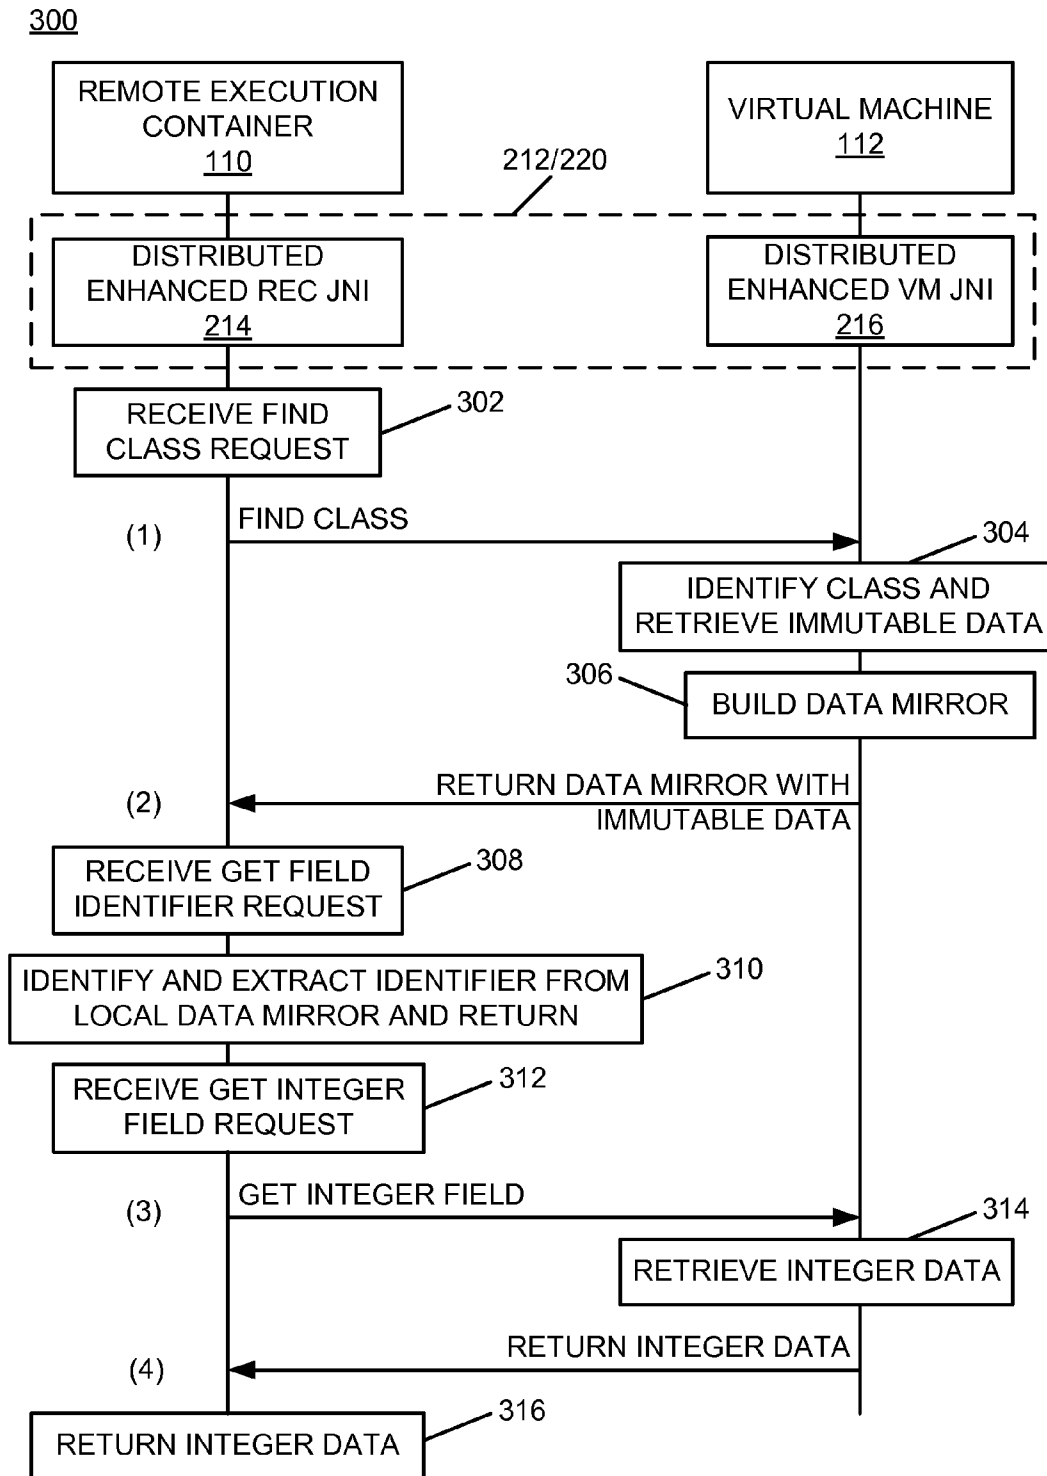 300
REMOTE EXECUTION
CONTAINER
110
VIRTUAL MACHINE
112
212/220
DISTRIBUTED
ENHANCED REC JNI
214
DISTRIBUTED
ENHANCED VM JNI
216
RECEIVE FIND
CLASS REQUEST
302
(1)
FIND CLASS
304
IDENTIFY CLASS AND
RETRIEVE IMMUTABLE DATA
306
BUILD DATA MIRROR
(2)
RETURN DATA MIRROR WITH
IMMUTABLE DATA
RECEIVE GET FIELD
IDENTIFIER REQUEST
308
IDENTIFY AND EXTRACT IDENTIFIER FROM
LOCAL DATA MIRROR AND RETURN
310
RECEIVE GET INTEGER
FIELD REQUEST
312
(3)
GET INTEGER FIELD
314
RETRIEVE INTEGER DATA
(4)
RETURN INTEGER DATA
RETURN INTEGER DATA
316